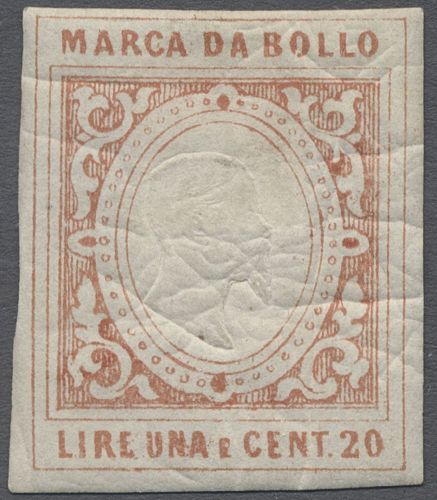 MARCA DA BOLLO
LIRE UNA E CENT. 20